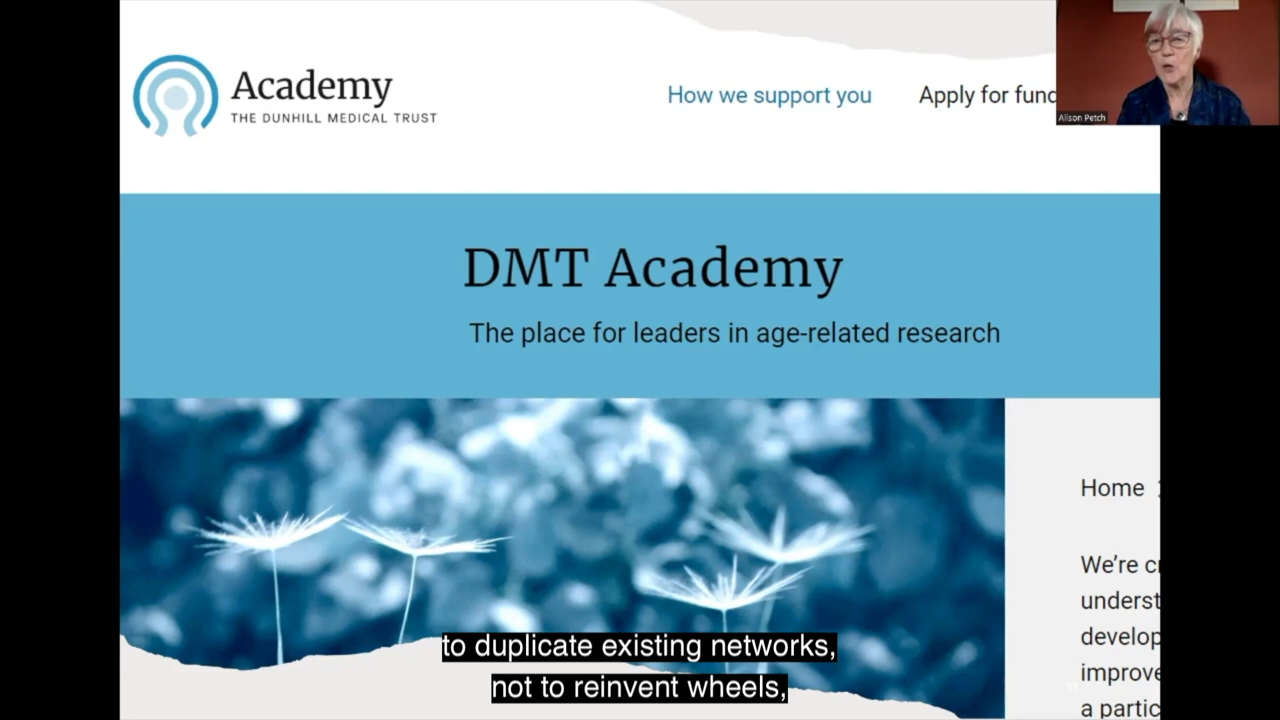 Academy
THE DUNHILL MEDICAL TRUST
How we support you
Apply for fund
Alison Petch
DMT Academy
The place for leaders in age-related research
Home
We’re c
underst
develop
improve
a partic
to duplicate existing networks,
not to reinvent wheels,